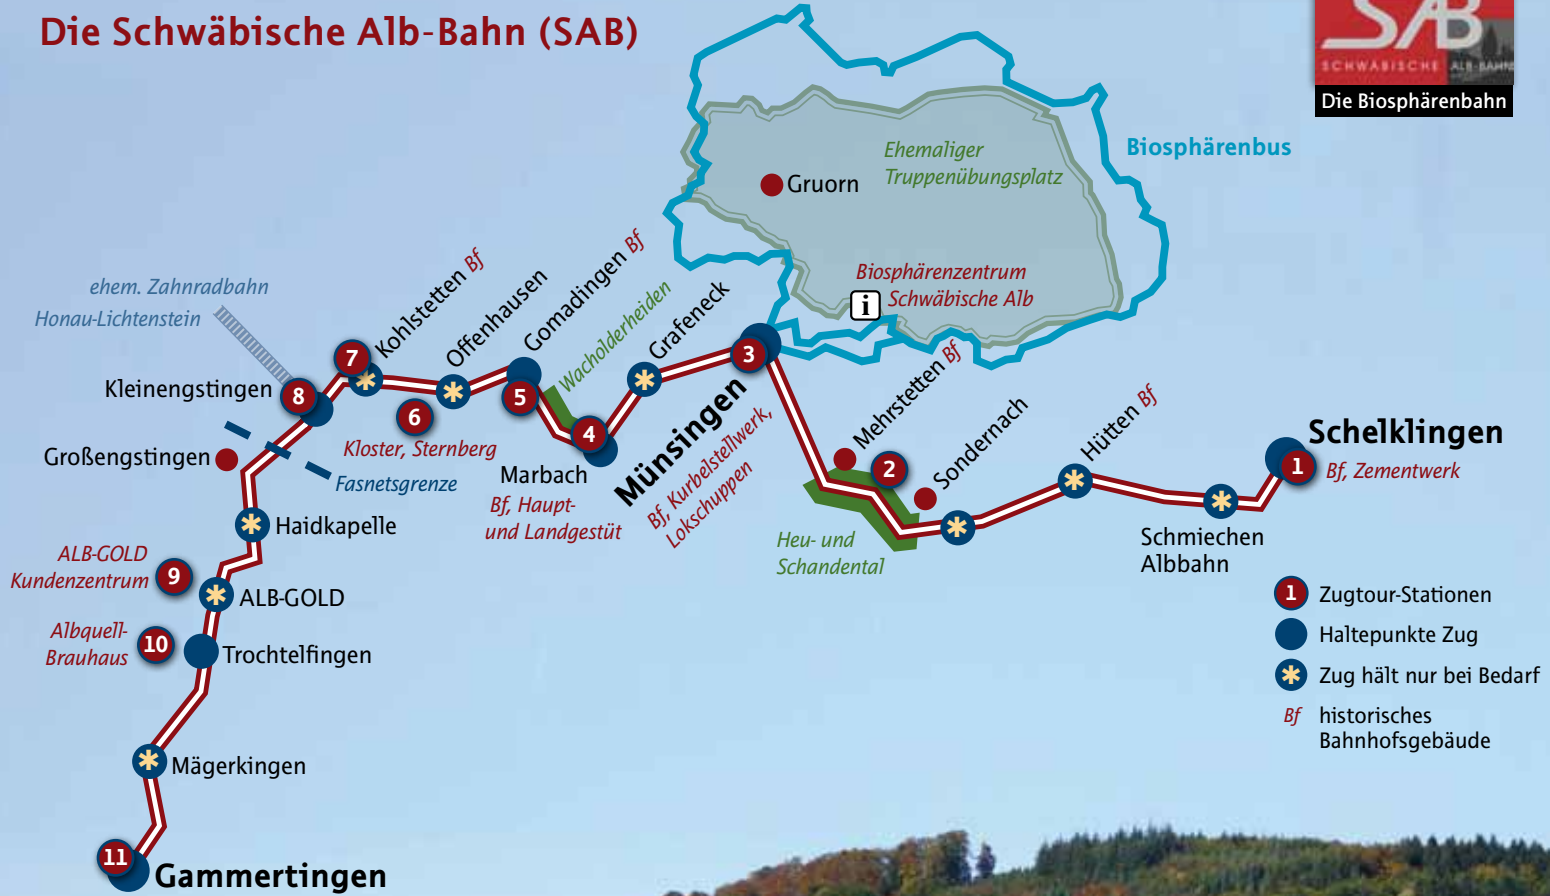 Die Schwäbische Alb-Bahn (SAB)
SAB
SCHWÄBISCHE ALB-BAHN
Die Biosphärenbahn
Biosphärenbus
Ehemaliger
Truppenübungsplatz
Gruorn
Biosphärenzentrum
Schwäbische Alb
i
ehem. Zahnradbahn
Honau-Lichtenstein
Kleinengstingen
8
7
Kohlstetten Bf
Offenhausen
6
Kloster, Sternberg
Gomadingen Bf
5
Wacholderheiden
4
Marbach
Bf, Haupt-
und Landgestüt
Grafeneck
3
Münsingen
Bf, Kurbelstellwerk,
Lokschuppen
Mehrstetten Bf
2
Sondernach
Heu- und
Schandental
Hütten Bf
Schmiechen
Albbahn
Schelklingen
1
Bf, Zementwerk
Großengstingen
Fasnetsgrenze
Haidkapelle
ALB-GOLD
Kundenzentrum
9
ALB-GOLD
Albquell-
Brauhaus
10
Trochtelfingen
Mägerkingen
11
Gammertingen
1 Zugtour-Stationen
Haltepunkte Zug
* Zug hält nur bei Bedarf
Bf historisches
Bahnhofsgebäude